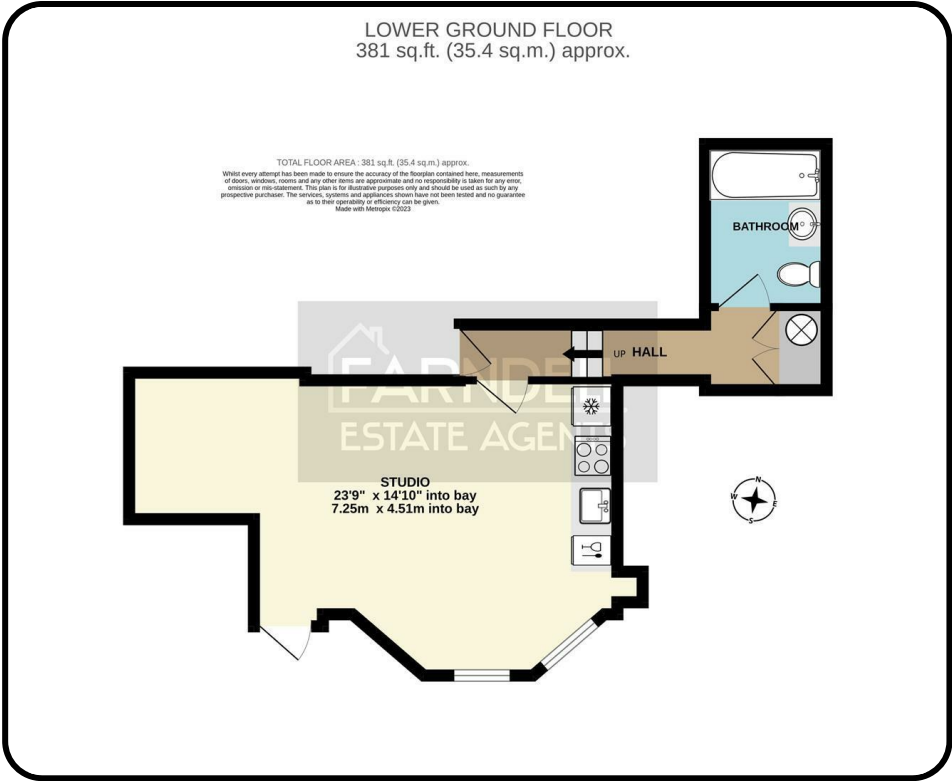 LOWER GROUND FLOOR
381 sq.ft. (35.4 sq.m.) approx.
TOTAL FLOOR AREA : 381 sq.ft. (35.4 sq.m.) approx.
Whilst every attempt has been made to ensure the accuracy of the floorplan contained here, measurements
of doors, windows, rooms and any other items are approximate and no responsibility is taken for any error,
omission or mis-statement. This plan is for illustrative purposes only and should be used as such by any
prospective purchaser. The services, systems and appliances shown have not been tested and no guarantee
as to their operability or efficiency can be given.
Made with Metropix ©2023
BATHROOM
UP HALL
FARNDELL
ESTATE AGENTS
STUDIO
23'9" x 14'10" into bay
7.25m x 4.51m into bay
N
W
E
S